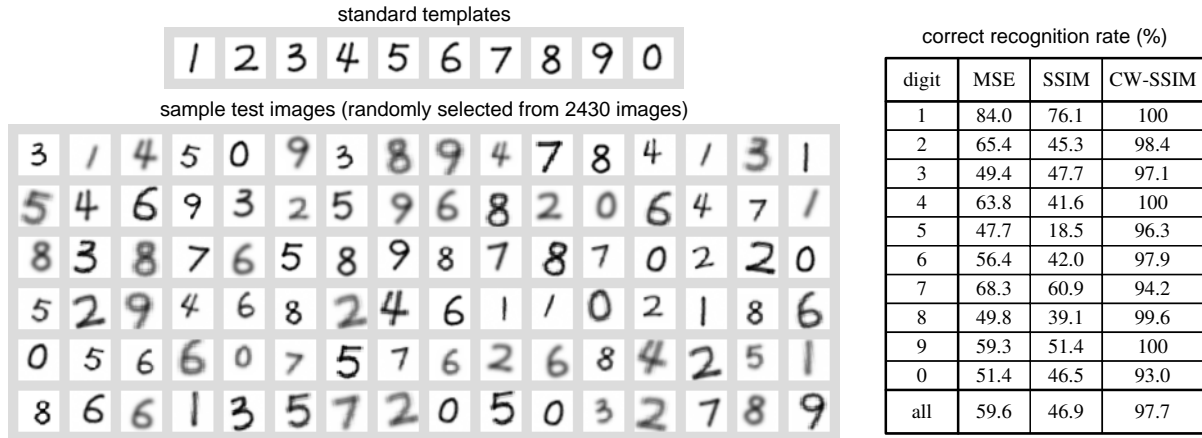 standard templates
1 2 3 4 5 6 7 8 9 0
sample test images (randomly selected from 2430 images)
3 1 4 5 0 9 3 8 9 4 7 8 4 1 3 1
5 4 6 9 3 2 5 9 6 8 2 0 6 4 7 1
8 3 8 7 6 5 8 9 8 7 8 7 0 2 2 0
5 2 9 4 6 8 2 4 6 1 1 0 2 1 8 6
0 5 6 6 0 7 5 7 6 2 6 8 4 2 5 1
8 6 6 1 3 5 7 2 0 5 0 3 2 7 8 9
correct recognition rate (%)
digit MSE SSIM CW-SSIM
1 84.0 76.1 100
2 65.4 45.3 98.4
3 49.4 47.7 97.1
4 63.8 41.6 100
5 47.7 18.5 96.3
6 56.4 42.0 97.9
7 68.3 60.9 94.2
8 49.8 39.1 99.6
9 59.3 51.4 100
0 51.4 46.5 93.0
all 59.6 46.9 97.7